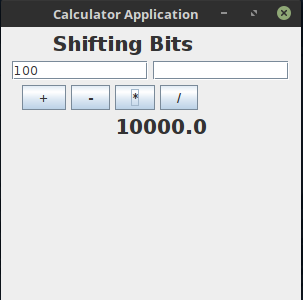 Calculator Application
Shifting Bits
100
+ - * /
10000.0